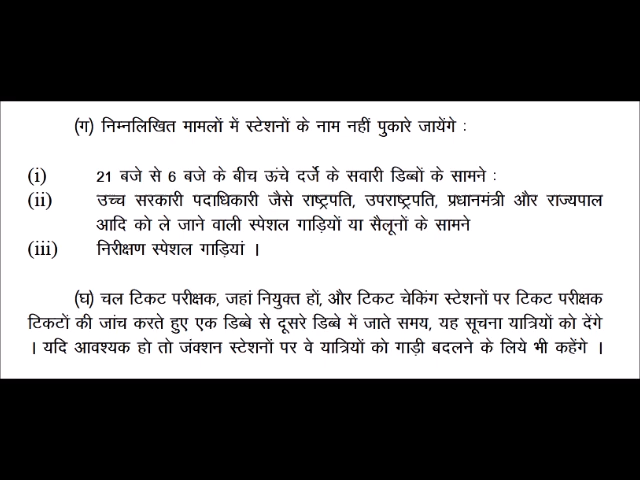 (ग) निम्नलिखित मामलों में स्टेशनों के नाम नहीं पुकारे जायेंगे :
(i) 21 बजे से 6 बजे के बीच ऊंचे दर्जे के सवारी डिब्बों के सामने :
(ii) उच्च सरकारी पदाधिकारी जैसे राष्ट्रपति, उपराष्ट्रपति, प्रधानमंत्री और राज्यपाल
आदि को ले जाने वाली स्पेशल गाड़ियों या सैलूनों के सामने
(iii) निरीक्षण स्पेशल गाड़ियां ।
(घ) चल टिकट परीक्षक, जहां नियुक्त हों, और टिकट चेकिंग स्टेशनों पर टिकट परीक्षक
टिकटों की जांच करते हुए एक डिब्बे से दूसरे डिब्बे में जाते समय, यह सूचना यात्रियों को देंगे
। यदि आवश्यक हो तो जंक्शन स्टेशनों पर वे यात्रियों को गाड़ी बदलने के लिये भी कहेंगे ।